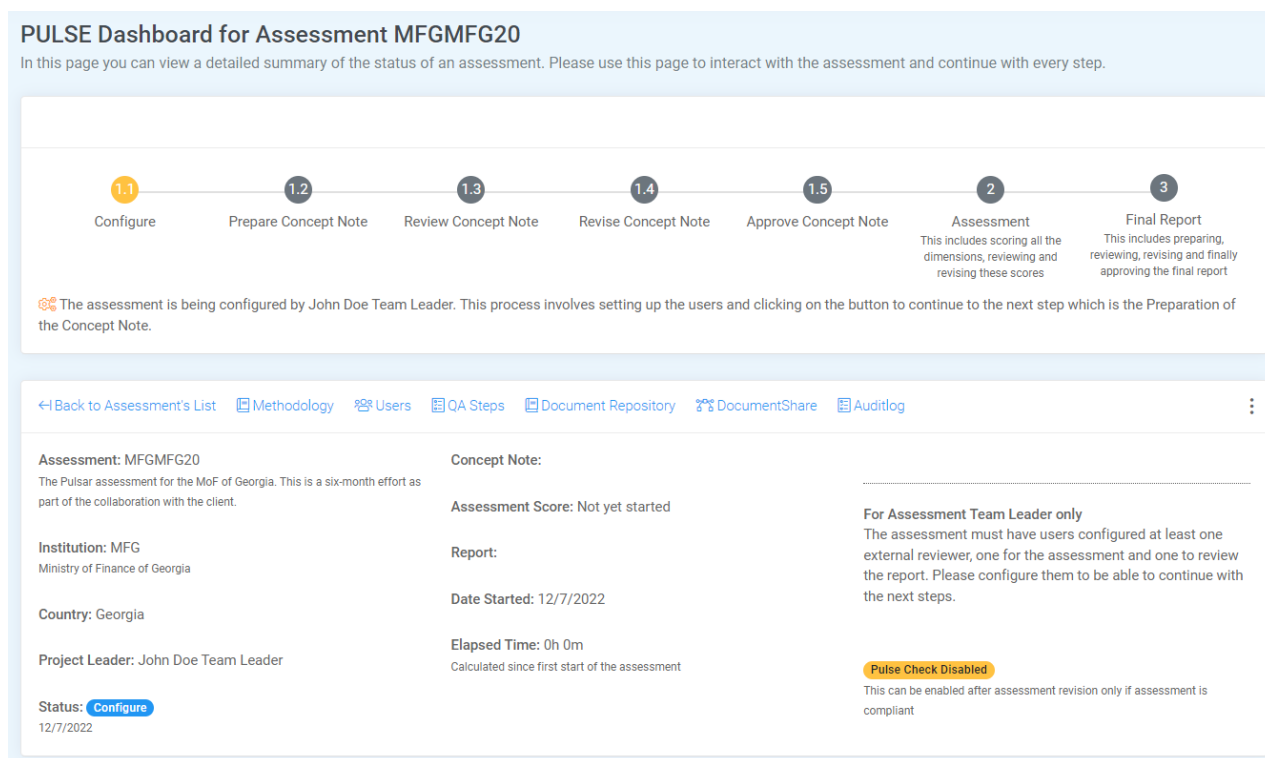 PULSE Dashboard for Assessment MFGMFG20
In this page you can view a detailed summary of the status of an assessment. Please use this page to interact with the assessment and continue with every step.
1.1
1.2
1.3
1.4
1.5
2
3
Configure
Prepare Concept Note
Review Concept Note
Revise Concept Note
Approve Concept Note
Assessment
This includes scoring all the
dimensions, reviewing and
revising these scores
Final Report
This includes preparing,
reviewing, revising and finally
approving the final report
The assessment is being configured by John Doe Team Leader. This process involves setting up the users and clicking on the button to continue to the next step which is the Preparation of
the Concept Note.
Back to Assessment's List
Methodology
Users
QA Steps
Document Repository
DocumentShare
Auditlog
Assessment: MFGMFG20
The Pulsar assessment for the MoF of Georgia. This is a six-month effort as
part of the collaboration with the client.
Institution: MFG
Ministry of Finance of Georgia
Country: Georgia
Project Leader: John Doe Team Leader
Status: Configure
12/7/2022
Concept Note:
Assessment Score: Not yet started
Report:
Date Started: 12/7/2022
Elapsed Time: 0h 0m
Calculated since first start of the assessment
For Assessment Team Leader only
The assessment must have users configured at least one
external reviewer, one for the assessment and one to review
the report. Please configure them to be able to continue with
the next steps.
Pulse Check Disabled
This can be enabled after assessment revision only if assessment is
compliant